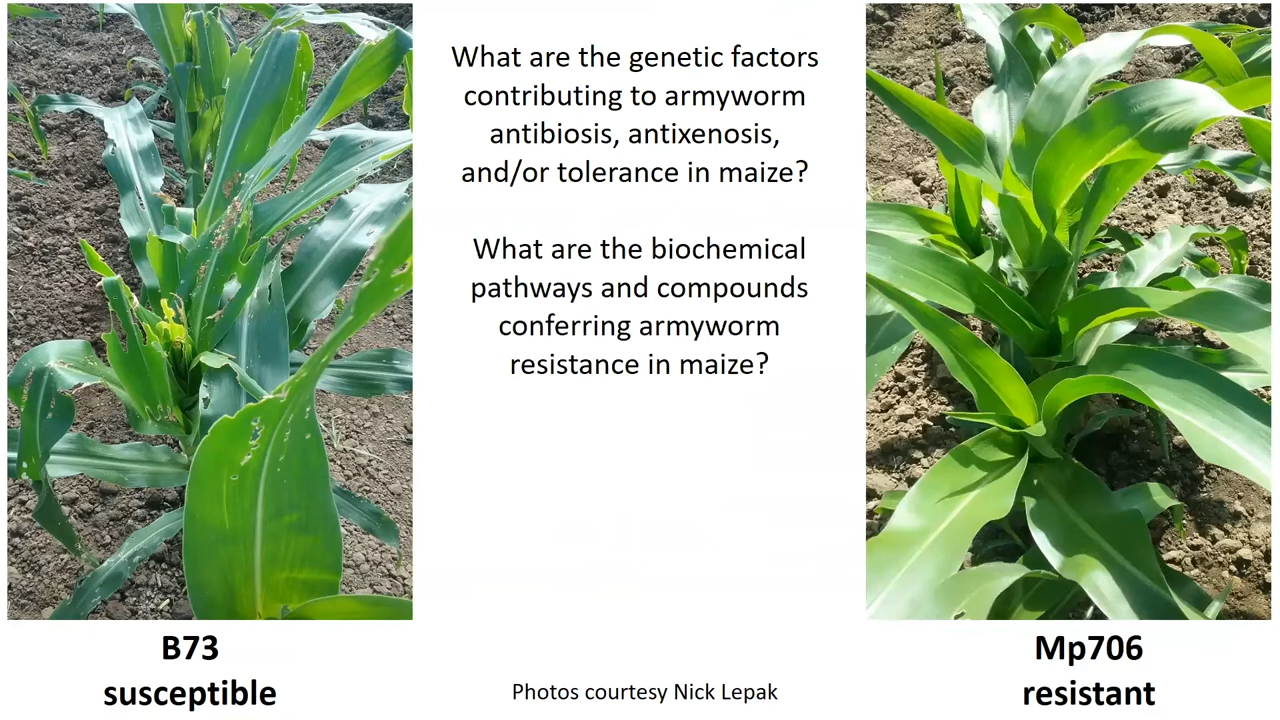 What are the genetic factors
contributing to armyworm
antibiosis, antixenosis,
and/or tolerance in maize?
What are the biochemical
pathways and compounds
conferring armyworm
resistance in maize?
B73
susceptible
Photos courtesy Nick Lepak
Mp706
resistant